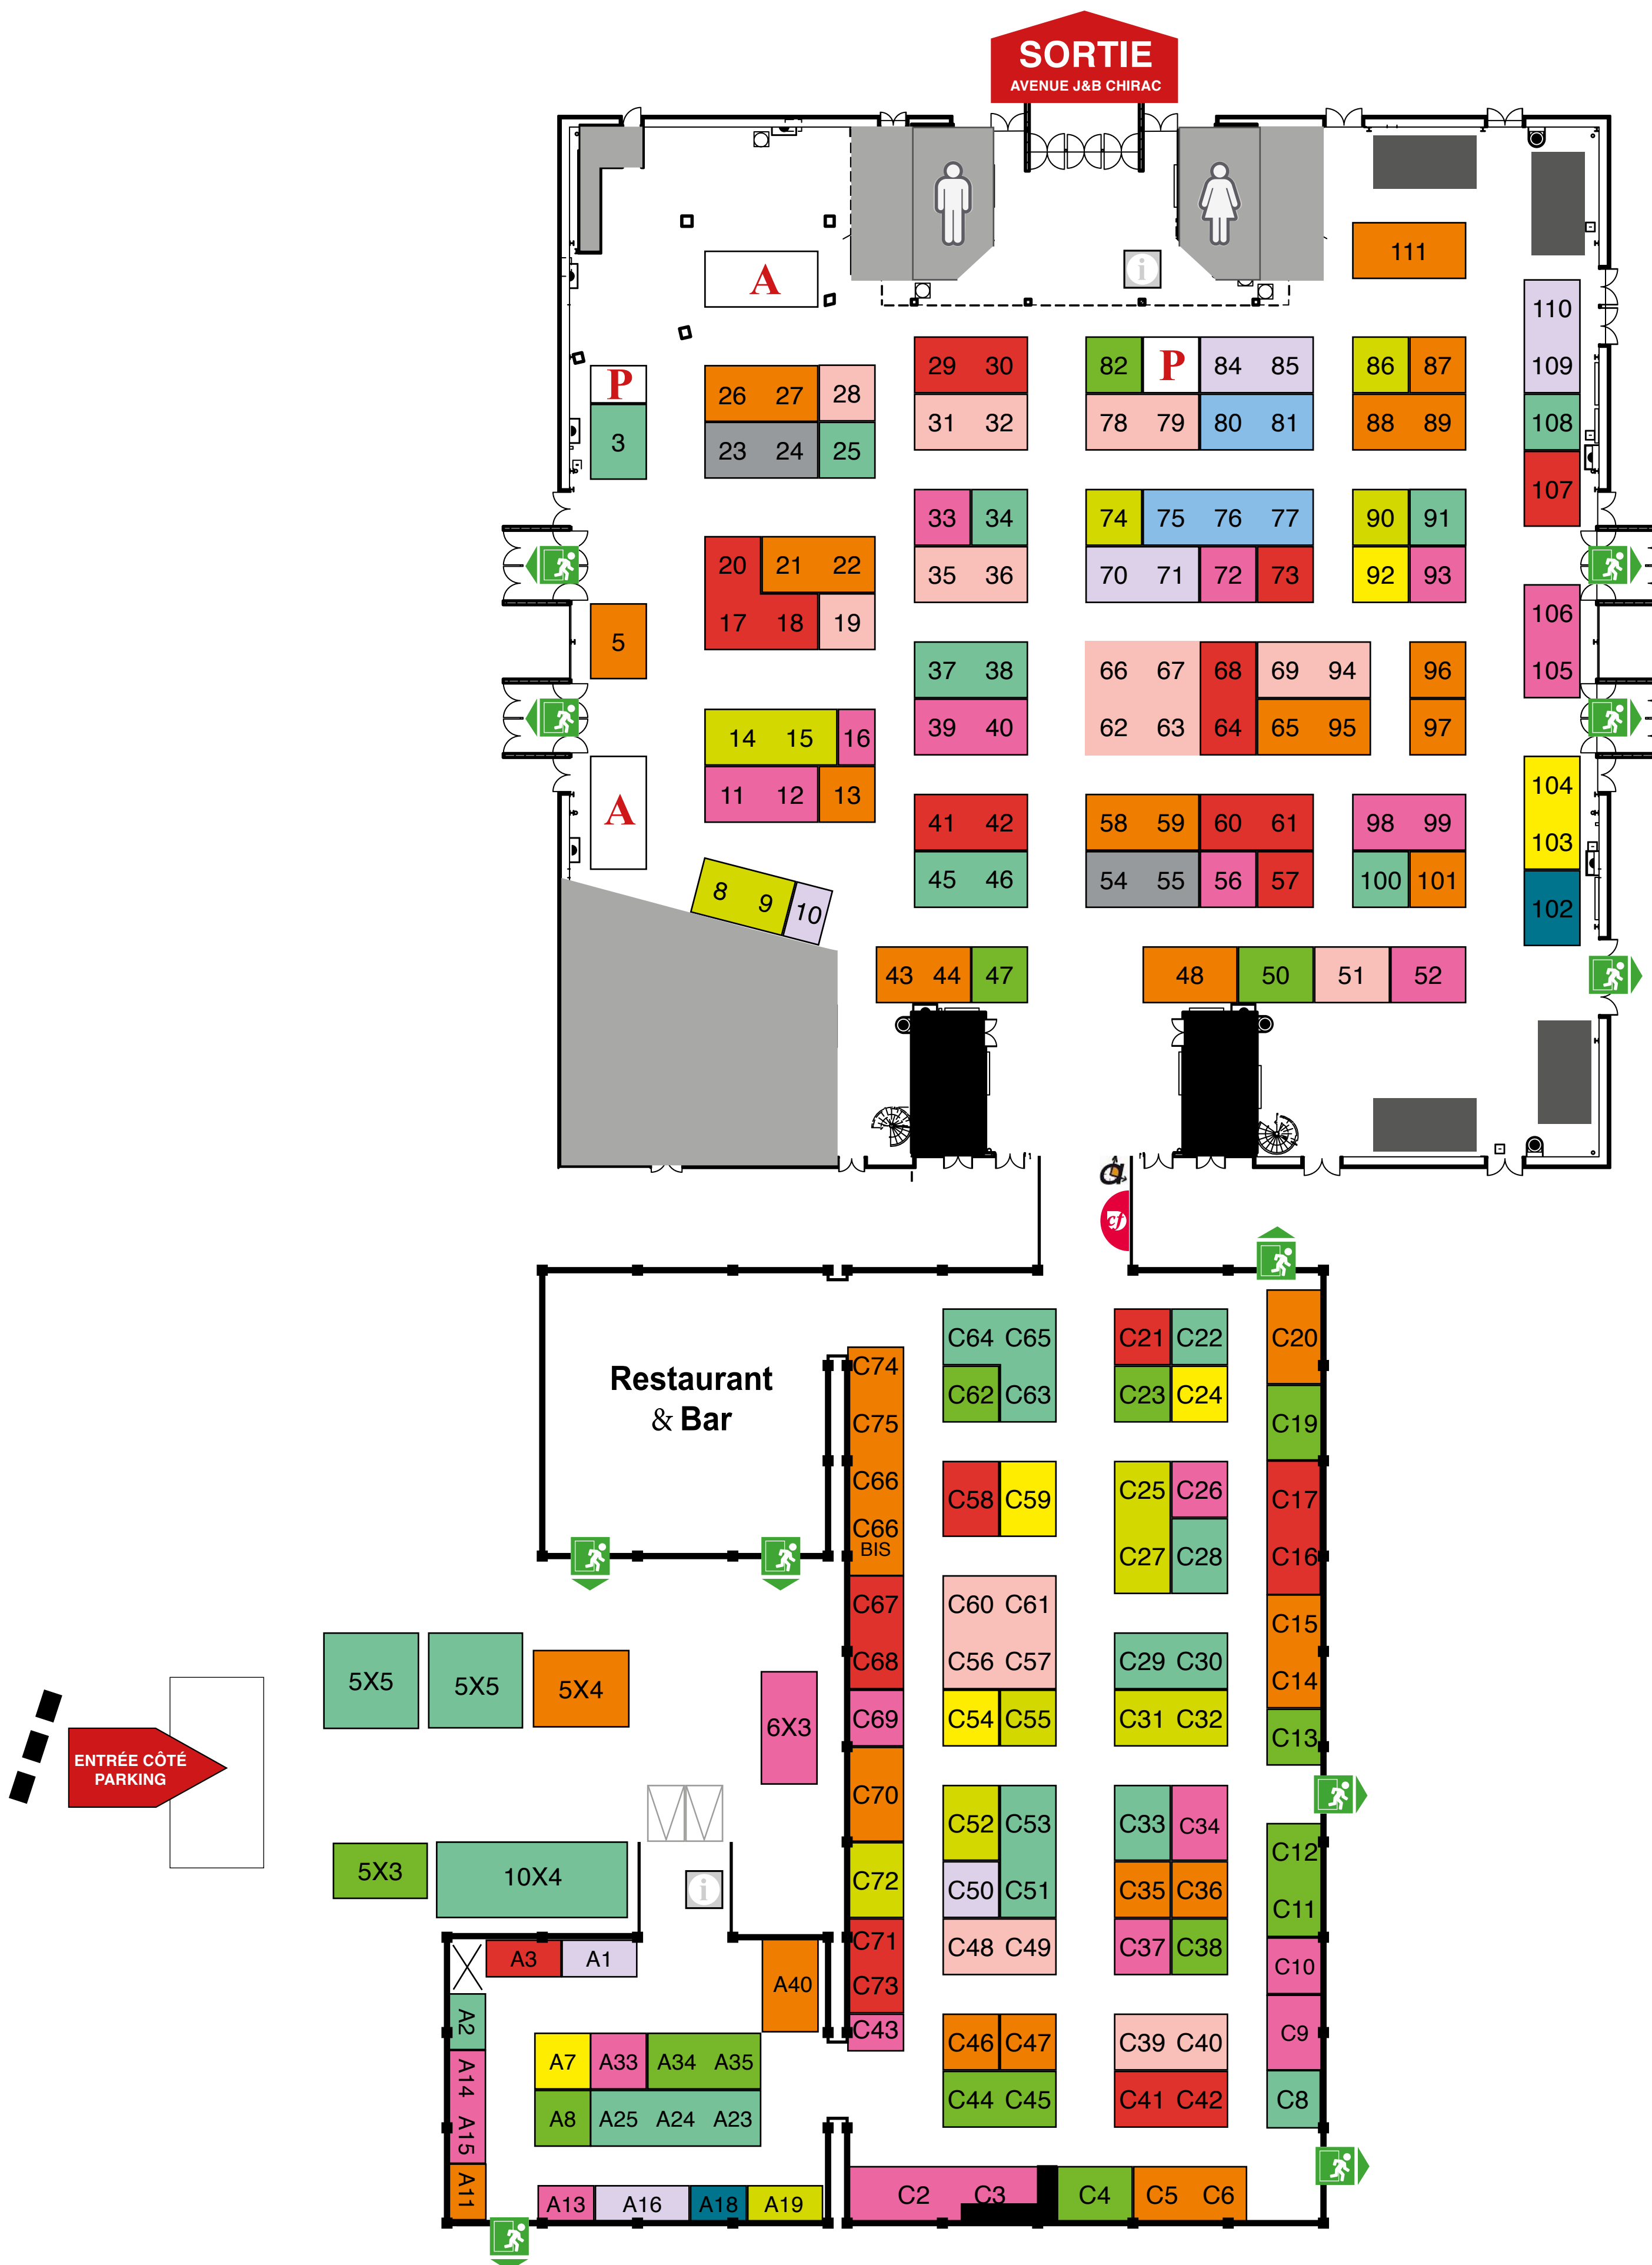 SORTIE
AVENUE J&B CHIRAC
111
A
110
29 30
82 P 84 85
86 87
109
P
26 27 28
31 32
78 79 80 81
88 89
108
3
23 24 25
107
33 34
74 75 76 77
90 91
20 21 22
35 36
70 71 72 73
92 93
106
17 18 19
5
37 38
66 67 68 69 94
96
105
39 40
62 63 64 65 95
97
14 15 16
104
11 12 13
A
41 42
58 59 60 61
98 99
103
45 46
54 55 56 57
100 101
8 9 10
102
43 44 47
48 50 51 52
a
cf
Restaurant
& Bar
C74
C75
C66
C66
BIS
C67
C68
C69
C70
C72
C71
C73
C43
C64 C65
C62 C63
C58 C59
C60 C61
C56 C57
C54 C55
C52 C53
C50 C51
C48 C49
C46 C47
C44 C45
C21 C22
C23 C24
C25 C26
C27 C28
C29 C30
C31 C32
C33 C34
C35 C36
C37 C38
C39 C40
C41 C42
C20
C19
C17
C16
C15
C14
C13
C12
C11
C10
C9
C8
5X5 5X5 5X4
6X3
ENTRÉE CÔTÉ
PARKING
5X3 10X4
i
i
A3 A1
A40
A2
A14
A15
A11
A7 A33 A34 A35
A8 A25 A24 A23
A13 A16 A18 A19
C2 C3 C4 C5 C6